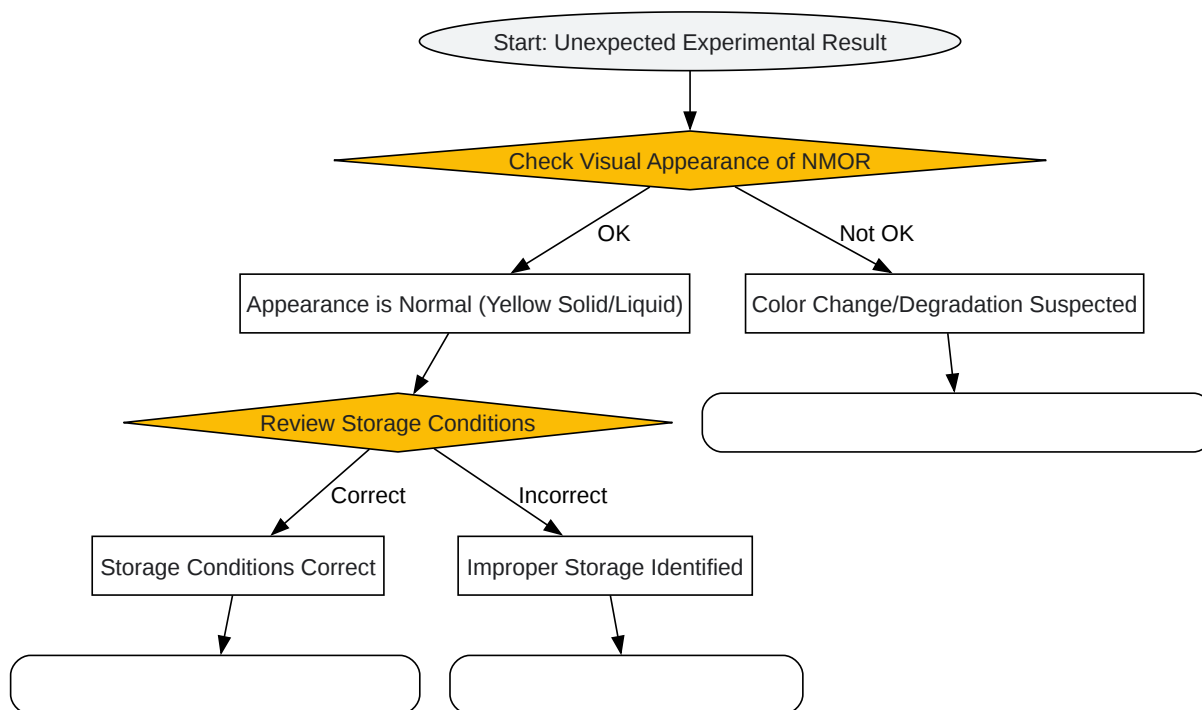 Start: Unexpected Experimental Result
Check Visual Appearance of NMOR
OK
Not OK
Appearance is Normal (Yellow Solid/Liquid)
Color Change/Degradation Suspected
Review Storage Conditions
Correct
Incorrect
Storage Conditions Correct
Improper Storage Identified